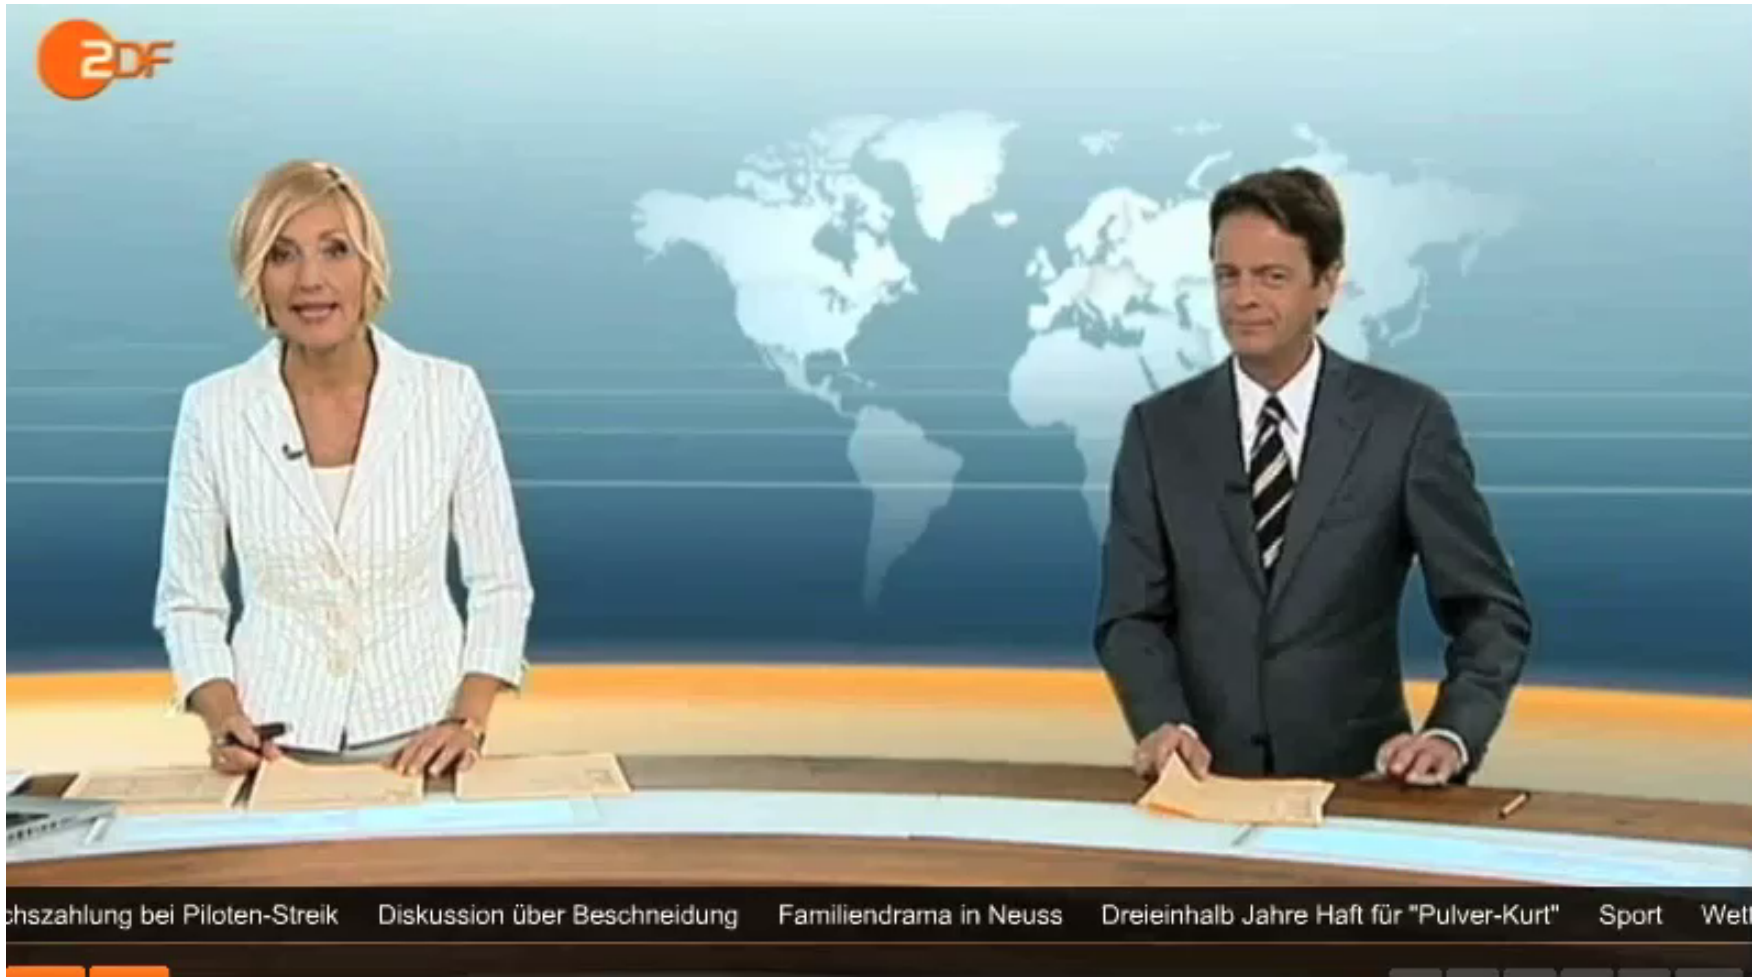 ZDF
chszahlung bei Piloten-Streik Diskussion über Beschneidung Familiendrama in Neuss Dreieinhalb Jahre Haft für "Pulver-Kurt" Sport Wett